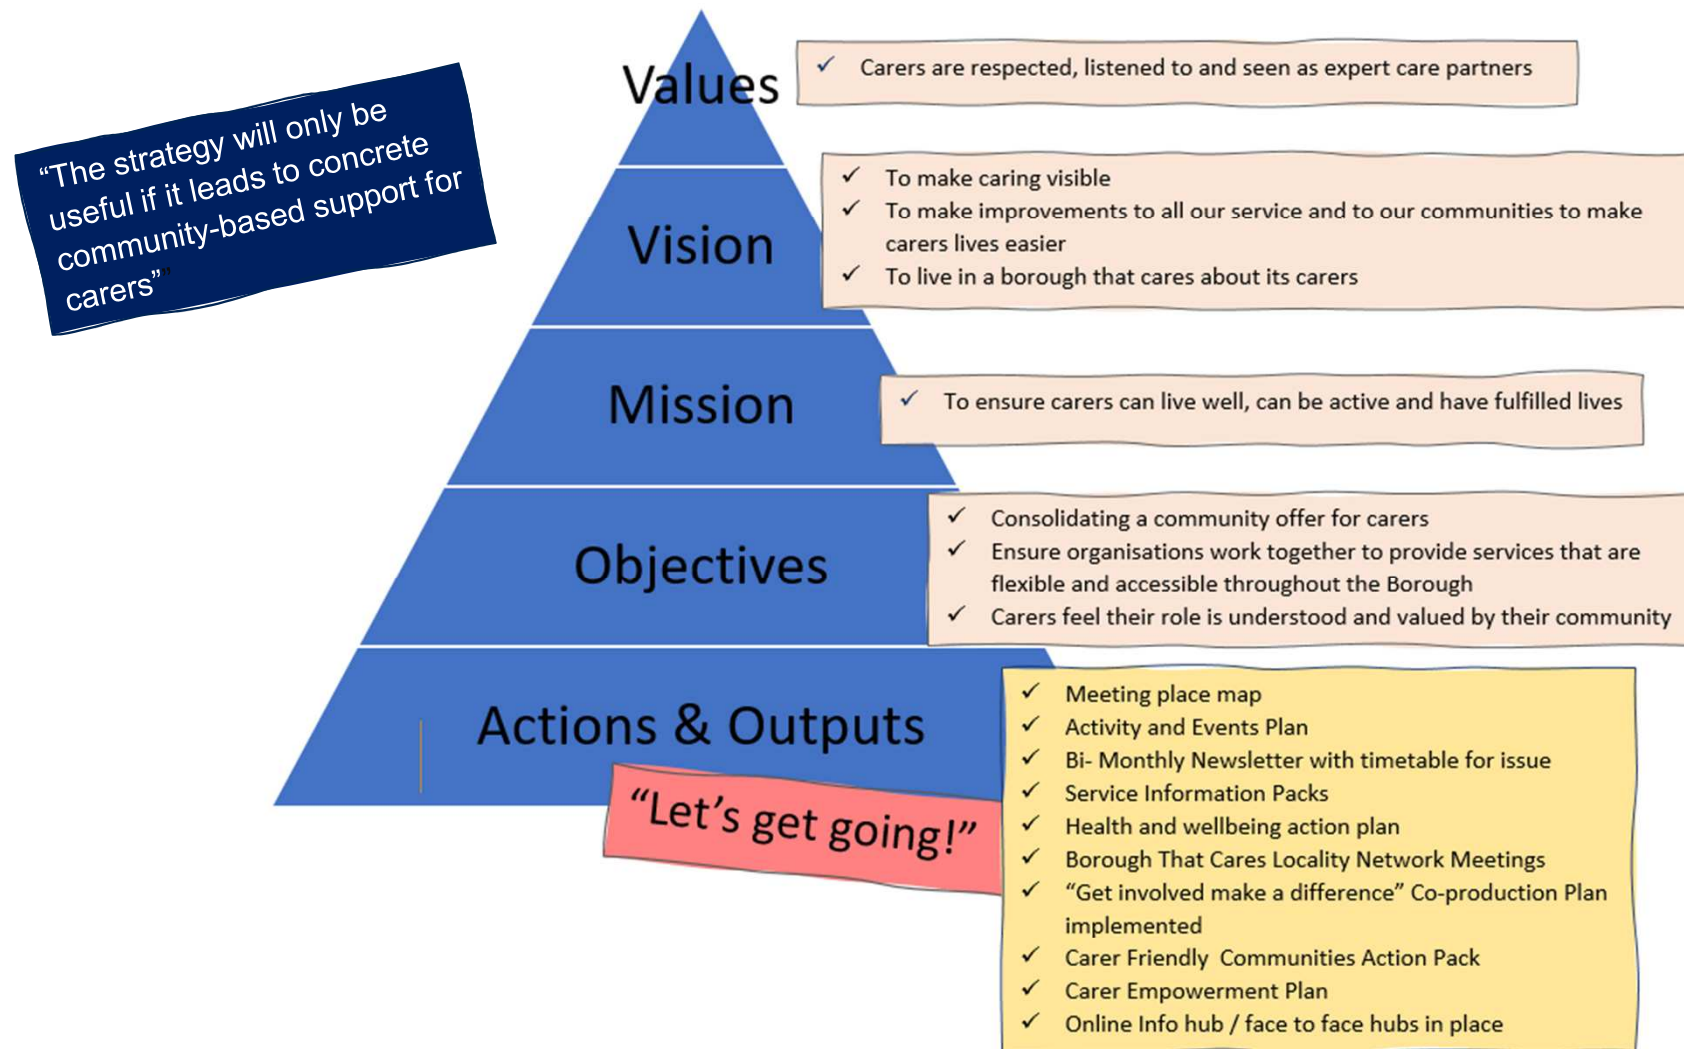 “The strategy will only be
useful if it leads to concrete
community-based support for
carers””
Values
Carers are respected, listened to and seen as expert care partners
Vision
To make caring visible
To make improvements to all our service and to our communities to make
carers lives easier
To live in a borough that cares about its carers
Mission
To ensure carers can live well, can be active and have fulfilled lives
Objectives
Consolidating a community offer for carers
Ensure organisations work together to provide services that are
flexible and accessible throughout the Borough
Carers feel their role is understood and valued by their community
Actions & Outputs
“Let’s get going!”
Meeting place map
Activity and Events Plan
Bi- Monthly Newsletter with timetable for issue
Service Information Packs
Health and wellbeing action plan
Borough That Cares Locality Network Meetings
“Get involved make a difference” Co-production Plan
implemented
Carer Friendly  Communities Action Pack
Carer Empowerment Plan
Online Info hub / face to face hubs in place